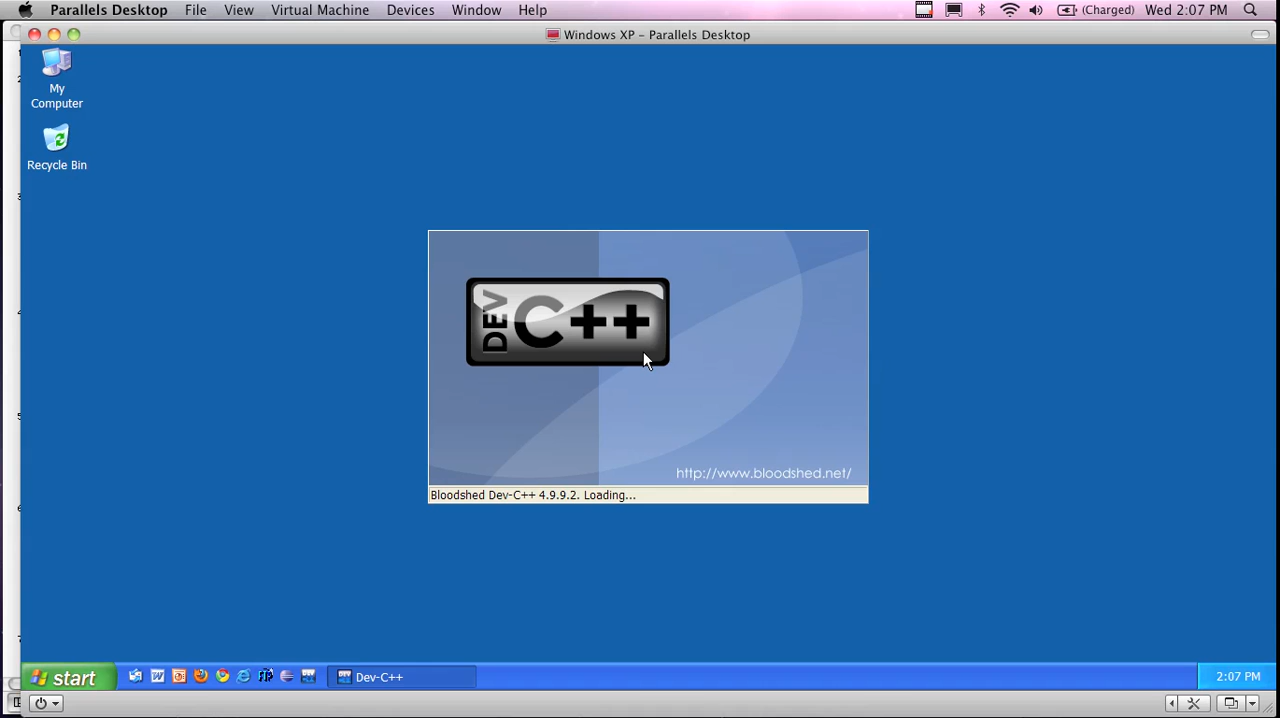 Parallels Desktop File View Virtual Machine Devices Window Help (Charged) Wed 2:07 PM
Windows XP - Parallels Desktop
My
Computer
Recycle Bin
DEV C++
http://www.bloodshed.net/
Bloodshed Dev-C++ 4.9.9.2. Loading...
start Dev-C++ 2:07 PM